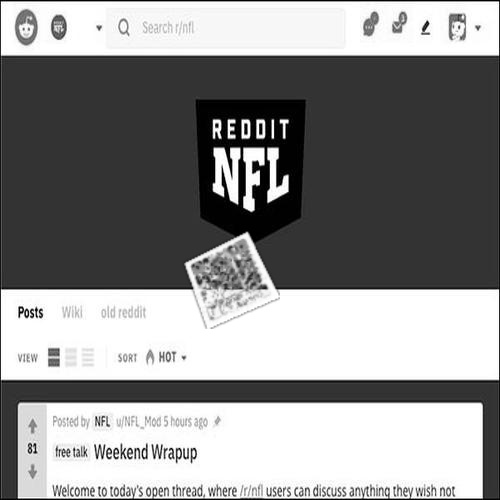 Search r/nfl
REDDIT
NFL
Posts Wiki old reddit
VIEW SORT HOT
Posted by NFL u/NFL_Mod 5 hours ago
81
free talk Weekend Wrapup
Welcome to today's open thread, where /r/nfl users can discuss anything they wish not